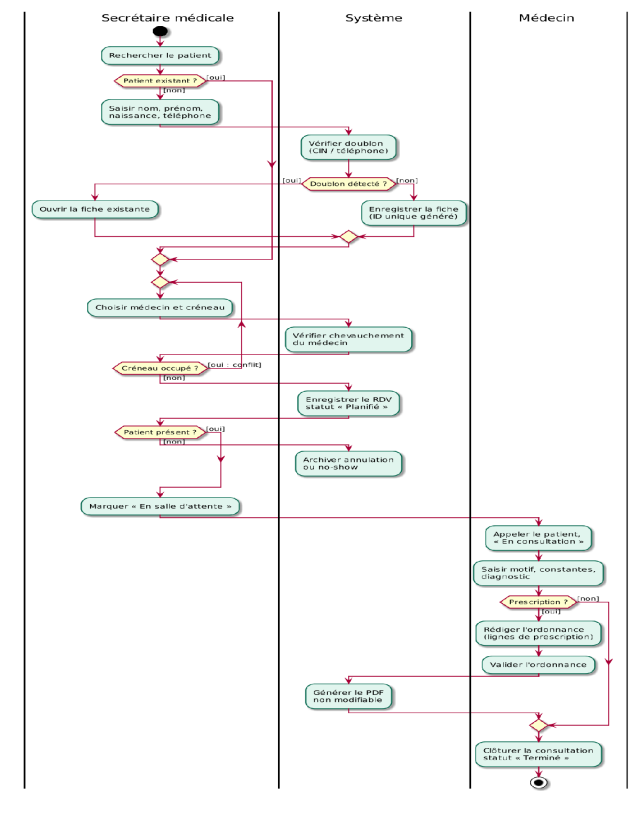 Secrétaire médicale
Système
Médecin
Rechercher le patient
Patient existant ?
[oui]
[non]
Saisir nom, prénom,
naissance, téléphone
Vérifier doublon
(CIN / téléphone)
[oui]
Doublon détecté ?
[non]
Ouvrir la fiche existante
Enregistrer la fiche
(ID unique généré)
Choisir médecin et créneau
Vérifier chevauchement
du médecin
Créneau occupé ?
[oui : conflit]
[non]
Enregistrer le RDV
statut « Planifié »
Patient présent ?
[oui]
[non]
Archiver annulation
ou no-show
Marquer « En salle d'attente »
Appeler le patient,
« En consultation »
Saisir motif, constantes,
diagnostic
Prescription ?
[non]
[oui]
Rédiger l'ordonnance
(lignes de prescription)
Valider l'ordonnance
Générer le PDF
non modifiable
Clôturer la consultation
statut « Terminé »